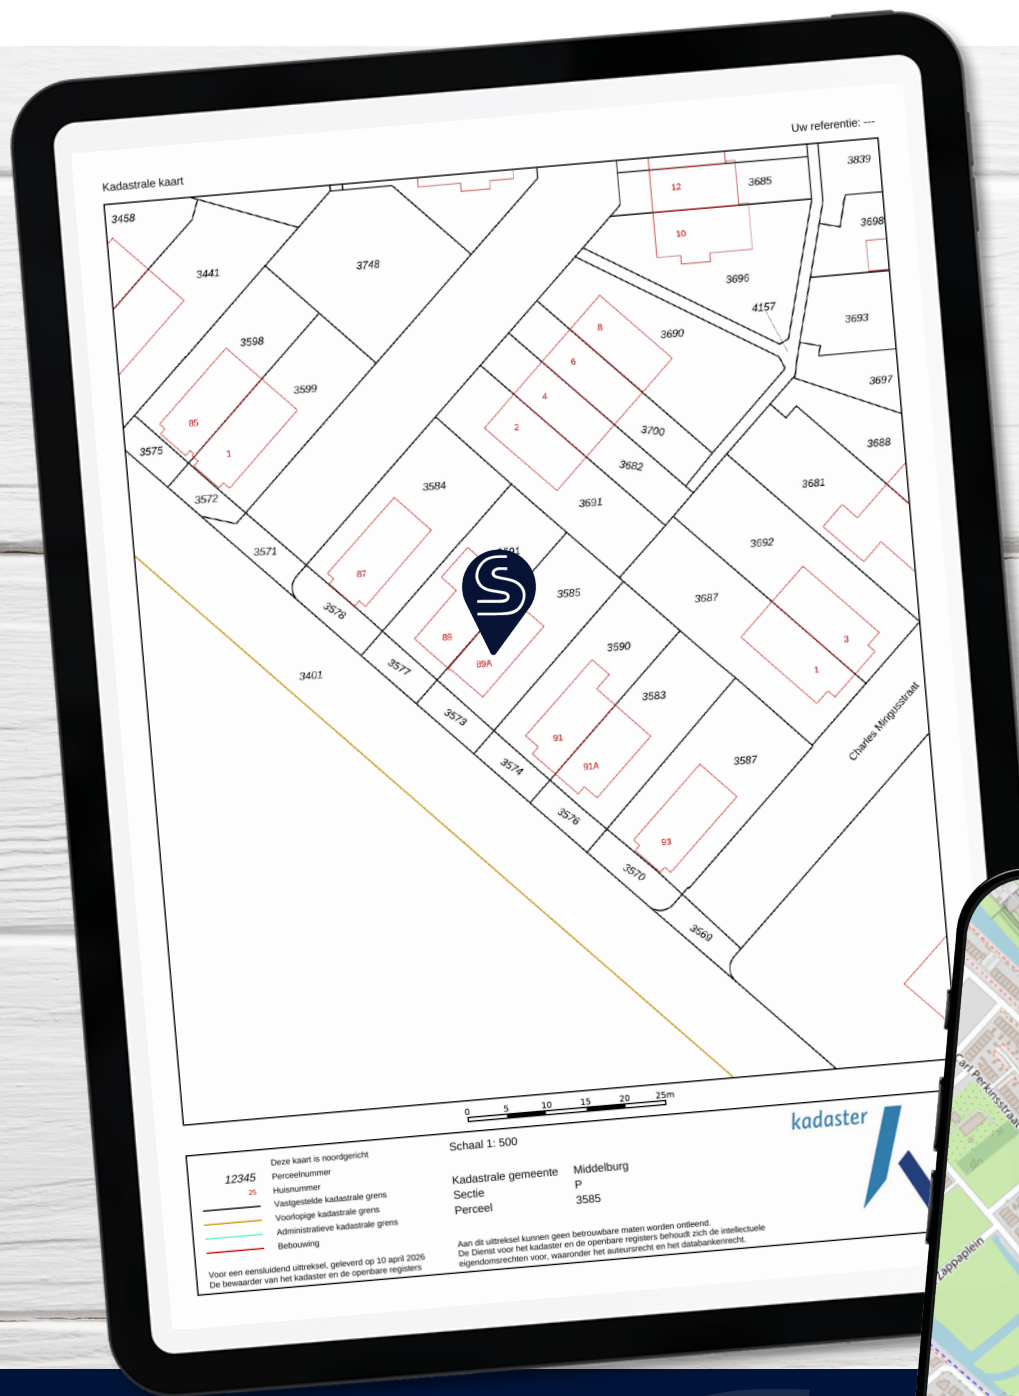 Uw referentie: ---
Kadastrale kaart
3458
3441
3748
12
3685
3839
10
3698
3696
4157
3693
3598
3599
8
3690
6
4
2
3697
85
1
3575
3572
3700
3682
3688
3681
3584
3691
3571
87
3692
3578
3585
3687
89
89A
3577
3590
3401
3573
3583
3
1
91
91A
3574
3587
Charles Mingusstraat
3576
93
3570
3569
0 5 10 15 20 25m
Schaal 1: 500
kadaster
12345
25
Deze kaart is noordgericht
Perceelnummer
Huisnummer
Vastgestelde kadastrale grens
Voorlopige kadastrale grens
Administratieve kadastrale grens
Bebouwing
Kadastrale gemeente Middelburg
Sectie P
Perceel 3585
Voor een eensluidend uittreksel, geleverd op 10 april 2026
De bewaarder van het kadaster en de openbare registers
Aan dit uittreksel kunnen geen betrouwbare maten worden ontleend.
De Dienst voor het kadaster en de openbare registers behoudt zich de intellectuele
eigendomsrechten voor, waaronder het auteursrecht en het databankenrecht.
Carl Perkinsstraat
Zappaplein